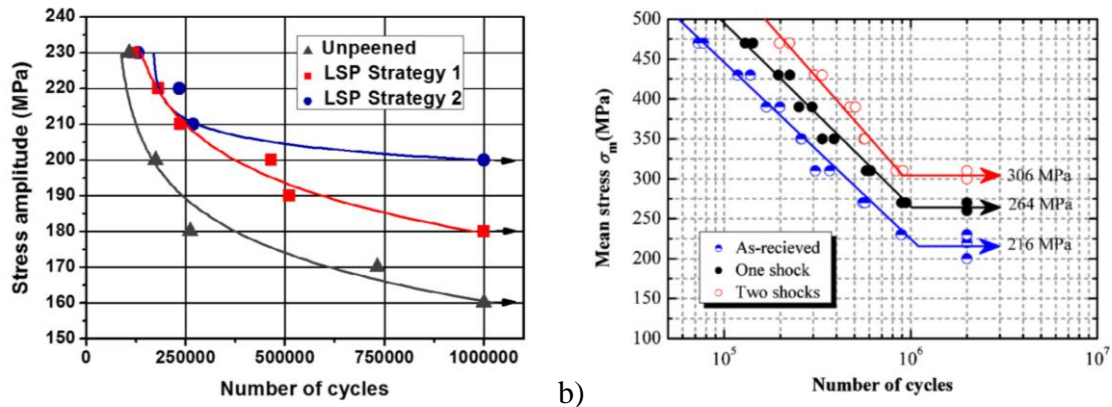 240
230
220
210
200
190
180
170
160
150
Stress amplitude (MPa)
Unpeened
LSP Strategy 1
LSP Strategy 2
0 250000 500000 750000 1000000
Number of cycles
b)
500
450
400
350
300
250
200
150
100
Mean stress σm(MPa)
306 MPa
264 MPa
216 MPa
As-recieved
One shock
Two shocks
10^5 10^6 10^7
Number of cycles